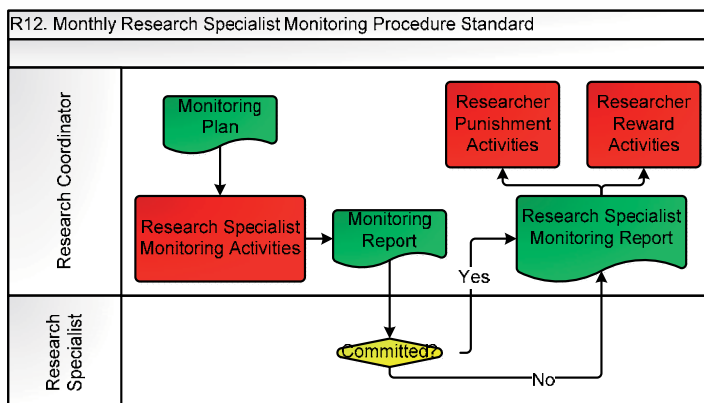 R12. Monthly Research Specialist Monitoring Procedure Standard
Research Coordinator
Monitoring
Plan
Research Specialist
Monitoring Activities
Monitoring
Report
Researcher
Punishment
Activities
Researcher
Reward
Activities
Research Specialist
Monitoring Report
Yes
Research
Specialist
Committed?
No